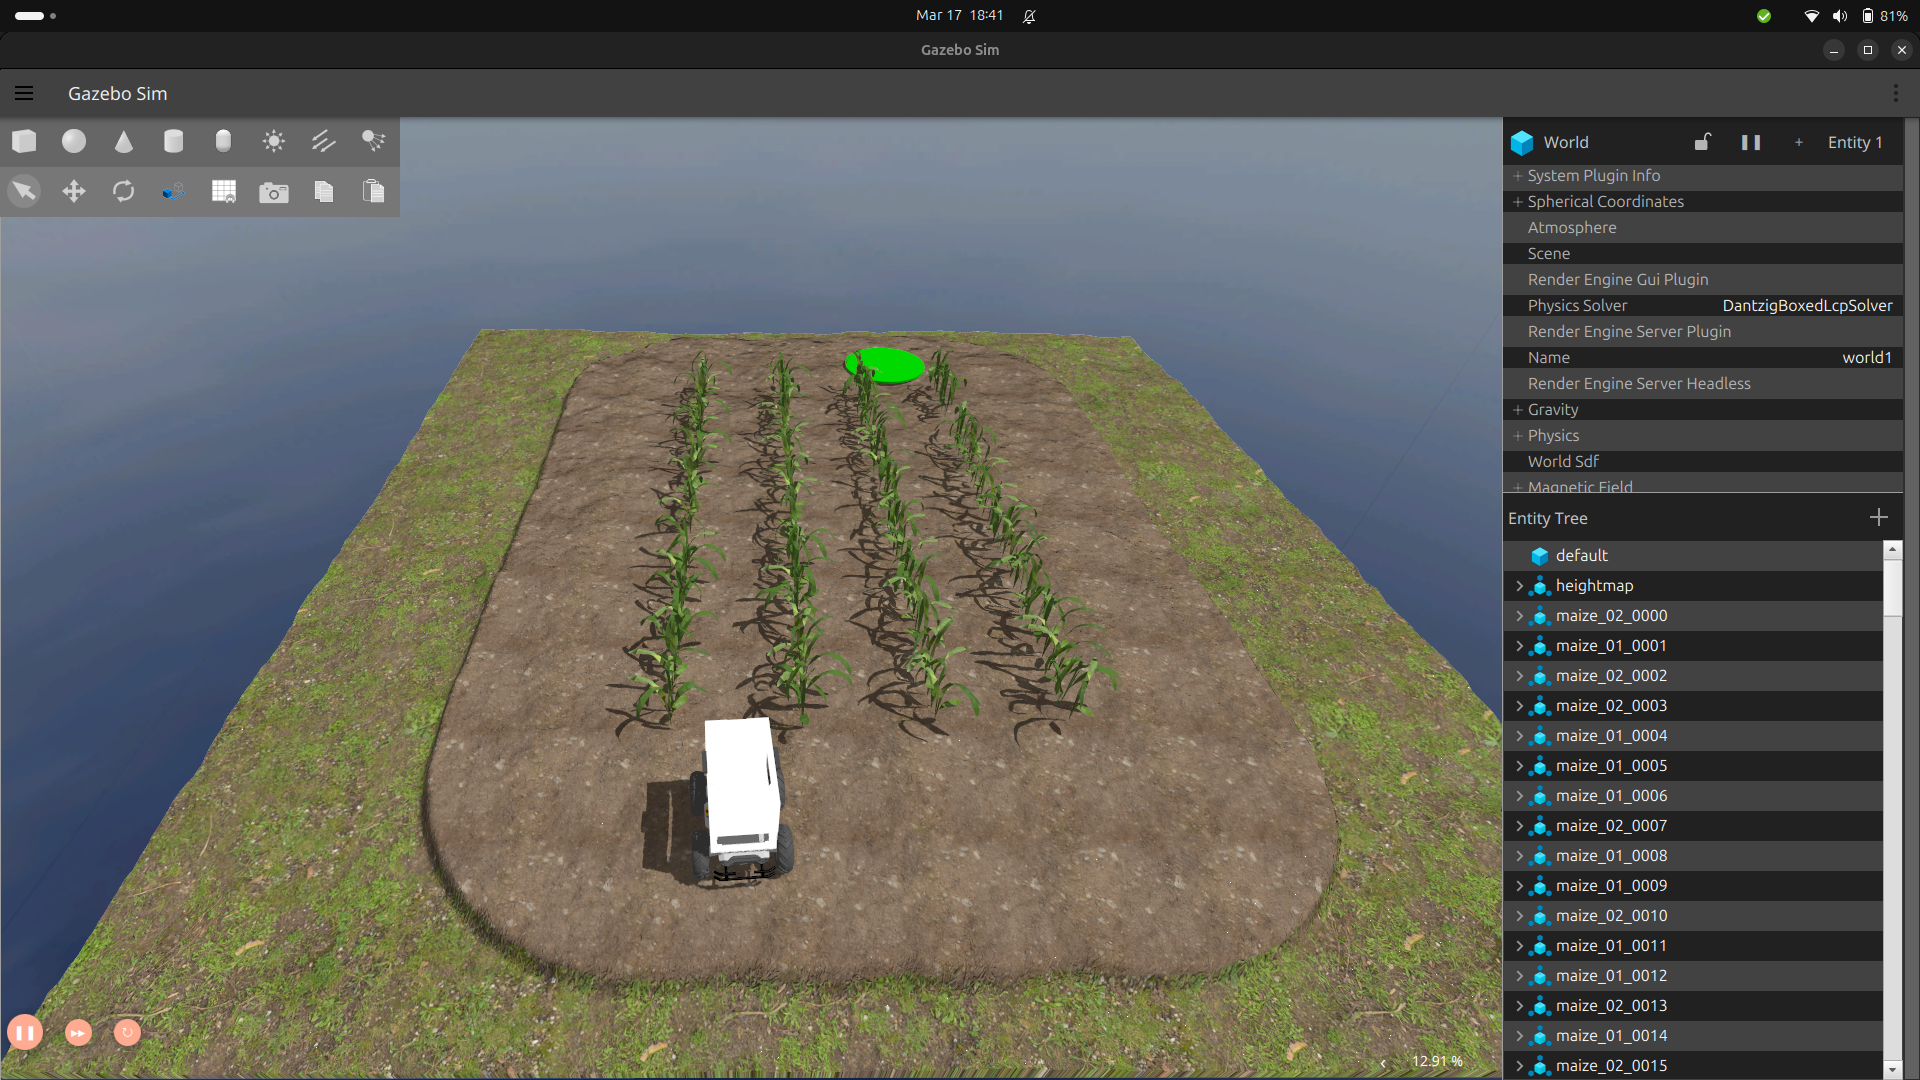 Mar 17 18:41
81%
Gazebo Sim
Gazebo Sim
World
+ Entity 1
+ System Plugin Info
+ Spherical Coordinates
Atmosphere
Scene
Render Engine Gui Plugin
Physics Solver DantzigBoxedLcpSolver
Render Engine Server Plugin
Name world1
Render Engine Server Headless
+ Gravity
+ Physics
World Sdf
+ Magnetic Field
Entity Tree
default
heightmap
maize_02_0000
maize_01_0001
maize_02_0002
maize_02_0003
maize_01_0004
maize_01_0005
maize_01_0006
maize_02_0007
maize_01_0008
maize_01_0009
maize_02_0010
maize_01_0011
maize_01_0012
maize_02_0013
maize_01_0014
maize_02_0015
12.91 %